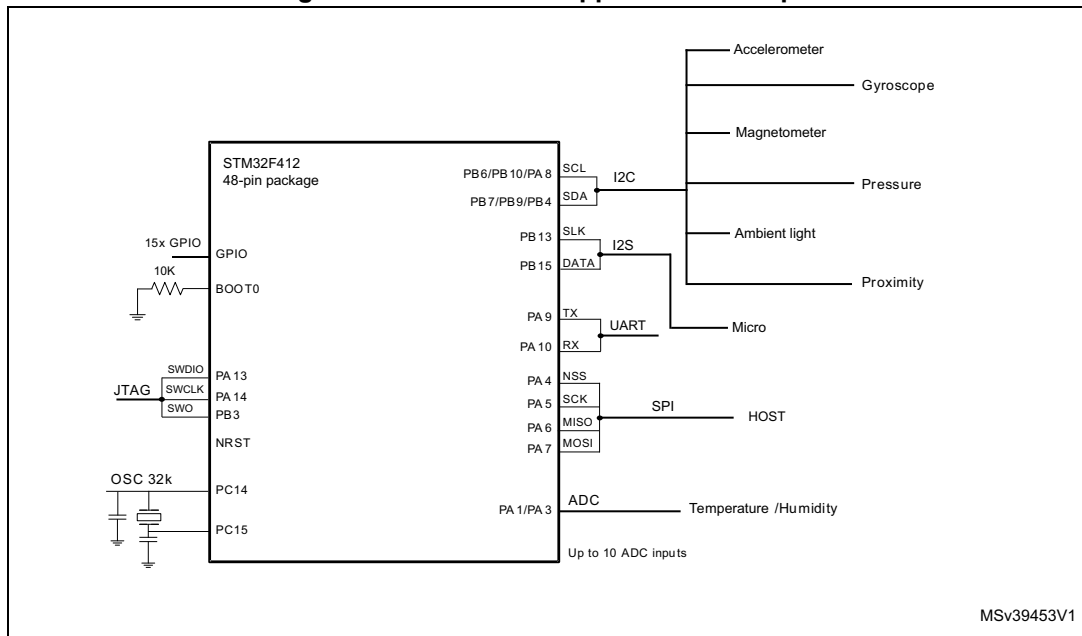 Accelerometer
Gyroscope
Magnetometer
Pressure
Ambient light
Proximity
Micro
STM32F412
48-pin package
15x GPIO
GPIO
10K
BOOT0
SWDIO
PA13
JTAG
SWCLK
PA14
SWO
PB3
NRST
OSC 32k
PC14
PC15
PB6/PB10/PA8
SCL
I2C
PB7/PB9/PB4
SDA
PB13
SLK
I2S
PB15
DATA
PA9
TX
UART
PA10
RX
PA4
NSS
PA5
SCK
SPI
HOST
PA6
MISO
PA7
MOSI
PA1/PA3
ADC
Temperature /Humidity
Up to 10 ADC inputs
MSv39453V1